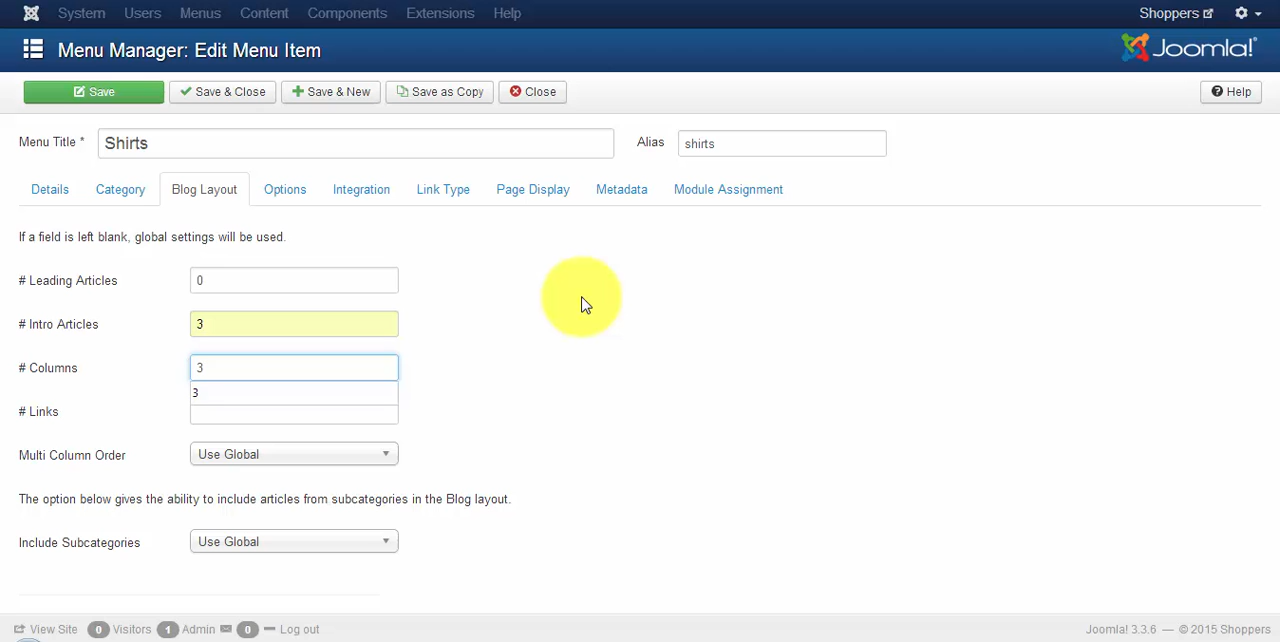 System Users Menus Content Components Extensions Help Shoppers
Menu Manager: Edit Menu Item Joomla!®
Save Save & Close Save & New Save as Copy Close Help
Menu Title * Shirts Alias shirts
Details Category Blog Layout Options Integration Link Type Page Display Metadata Module Assignment
If a field is left blank, global settings will be used.
# Leading Articles 0
# Intro Articles 3
# Columns 3
3
# Links
Multi Column Order Use Global
The option below gives the ability to include articles from subcategories in the Blog layout.
Include Subcategories Use Global
View Site 0 Visitors 1 Admin 0 Log out Joomla! 3.3.6 — © 2015 Shoppers